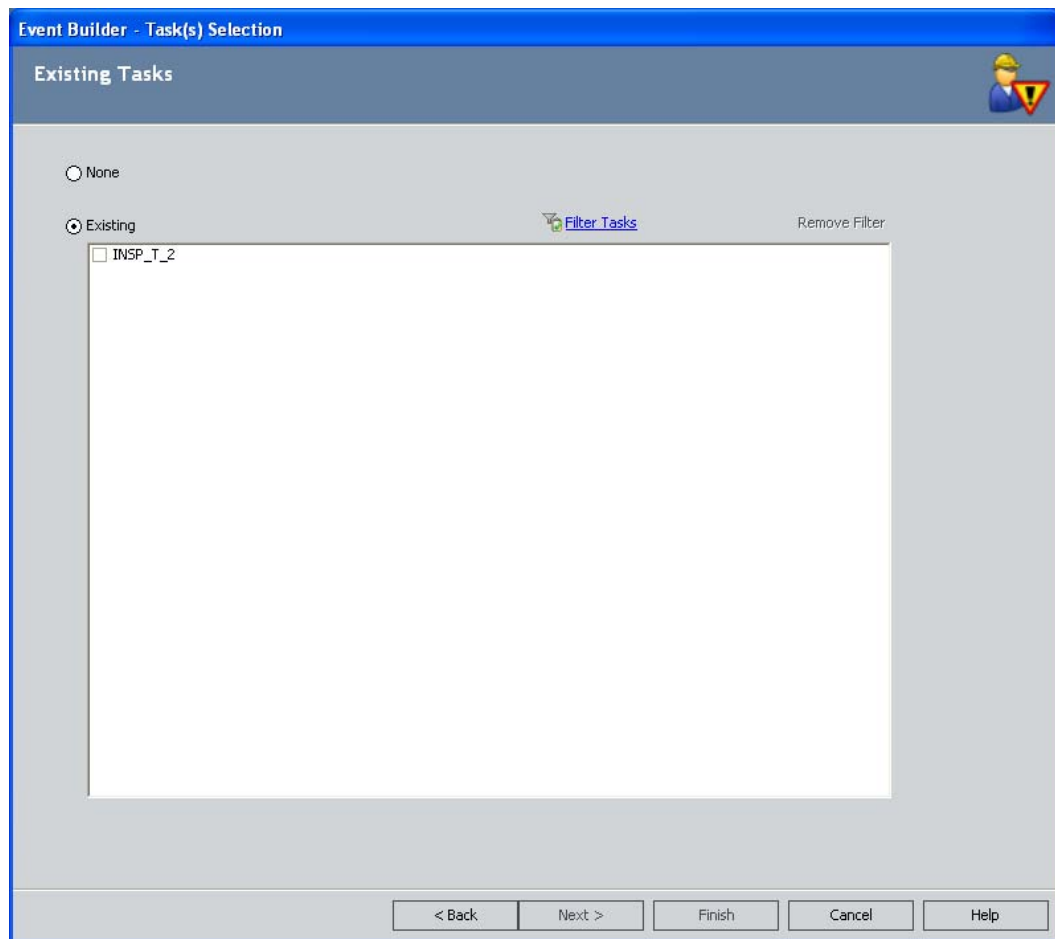 Event Builder - Task(s) Selection
Existing Tasks
None
Existing
Filter Tasks
Remove Filter
INSP_T_2
< Back
Next >
Finish
Cancel
Help